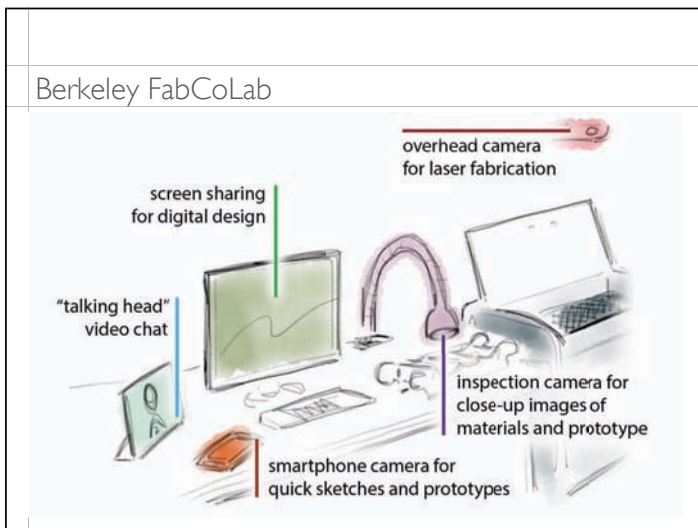 Berkeley FabCoLab
overhead camera
for laser fabrication
screen sharing
for digital design
“talking head”
video chat
inspection camera for
close-up images of
materials and prototype
smartphone camera for
quick sketches and prototypes